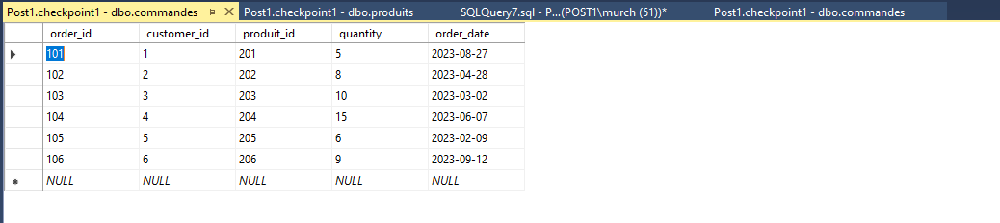 Post1.checkpoint1 - dbo.commandes Post1.checkpoint1 - dbo.produits SQLQuery7.sql - P...(POST1\murch (51))* Post1.checkpoint1 - dbo.commandes
order_id customer_id produit_id quantity order_date
101 1 201 5 2023-08-27
102 2 202 8 2023-04-28
103 3 203 10 2023-03-02
104 4 204 15 2023-06-07
105 5 205 6 2023-02-09
106 6 206 9 2023-09-12
NULL NULL NULL NULL NULL